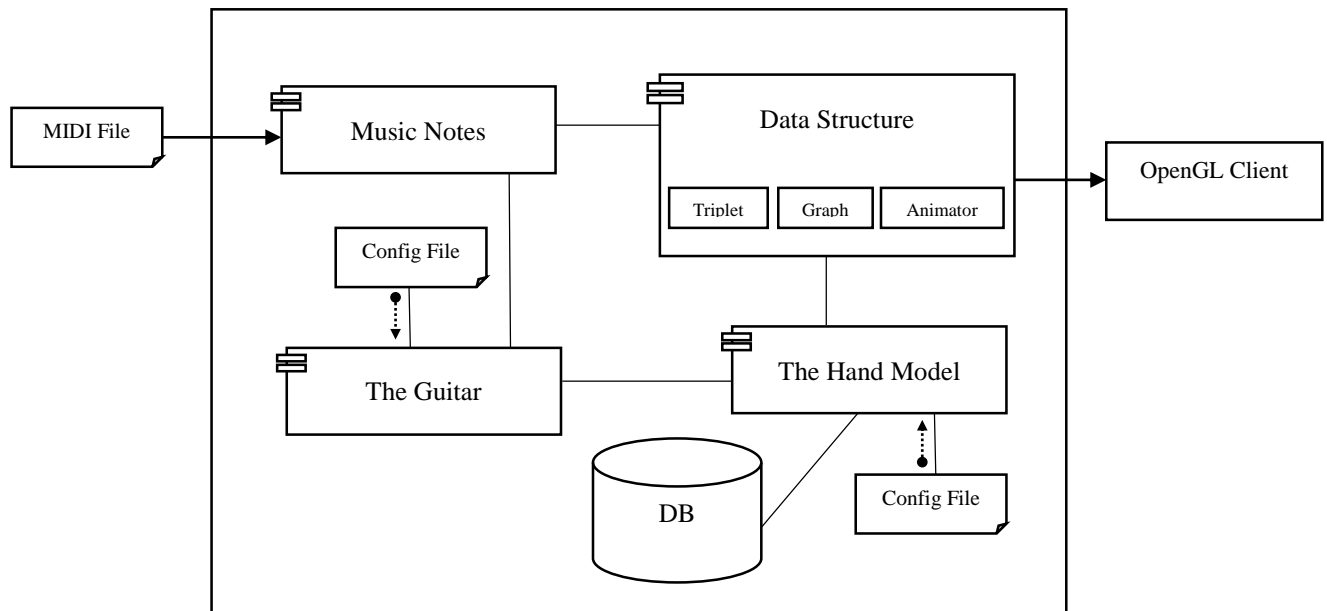 MIDI File
Music Notes
Data Structure
OpenGL Client
Triplet
Graph
Animator
Config File
The Guitar
The Hand Model
DB
Config File